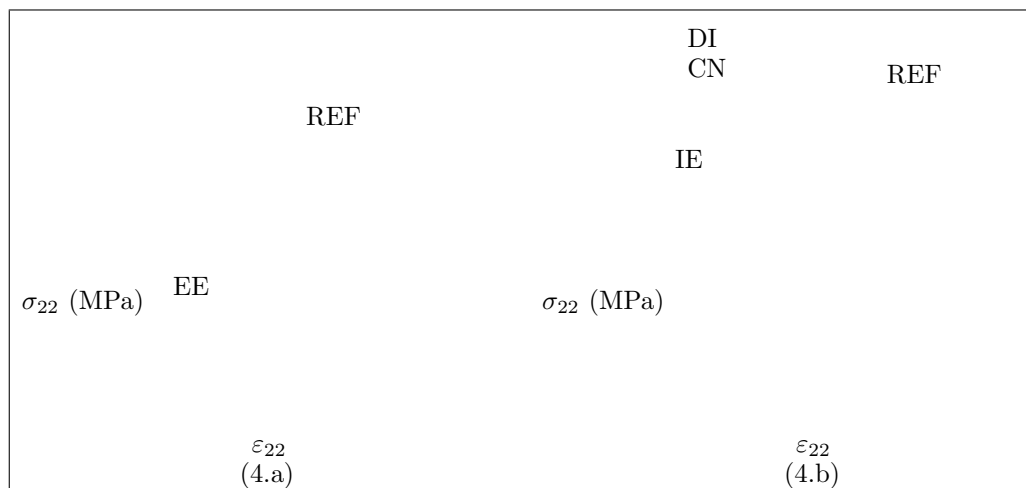 REF
EE
σ₂₂ (MPa)
ε₂₂
(4.a)
DI
CN
REF
IE
σ₂₂ (MPa)
ε₂₂
(4.b)